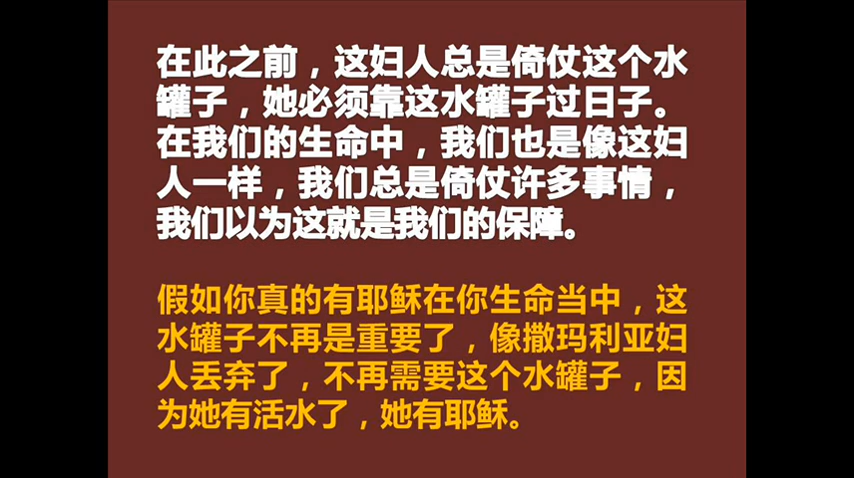 在此之前，这妇人总是倚仗这个水
罐子，她必须靠这水罐子过日子。
在我们的生命中，我们也是像这妇
人一样，我们总是倚仗许多事情，
我们以为这就是我们的保障。
假如你真的有耶稣在你生命当中，这
水罐子不再是重要了，像撒玛利亚妇
人丢弃了，不再需要这个水罐子，因
为她有活水了，她有耶稣。